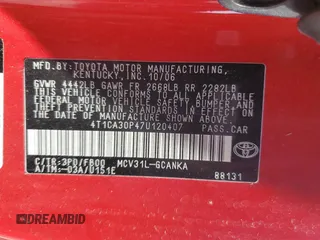 MFD.BY:TOYOTA MOTOR MANUFACTURING,
KENTUCKY,INC.10/06
GVWR 4442LB GAWR FR 2668LB RR 2282LB
THIS VEHICLE CONFORMS TO ALL APPLICABLE
FEDERAL MOTOR VEHICLE SAFETY, BUMPER, AND
THEFT PREVENTION STANDARDS IN EFFECT ON
THE DATE OF MANUFACTURE SHOWN ABOVE.
4T1CA30P47U120407 PASS.CAR
TOYOTA
C/TR:3P0/FB00 MCV31L-GCANKA
A/TM:-03A/U151E 88131
© EPICBID